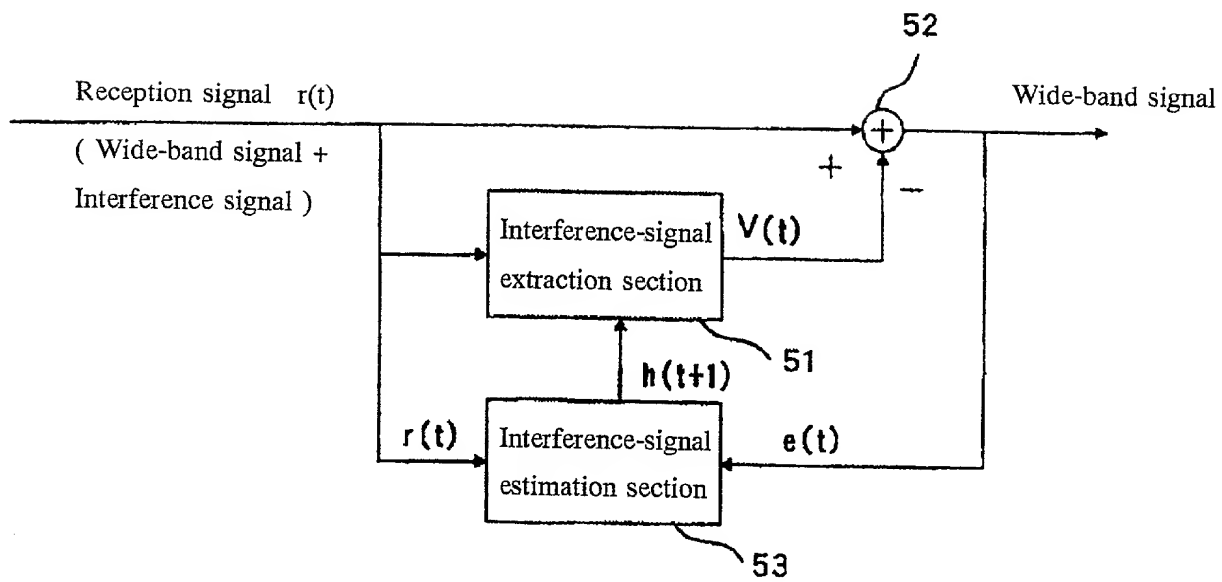 52
Reception signal r(t)
Wide-band signal
( Wide-band signal +
Interference signal )
+
+
−
Interference-signal
extraction section
V(t)
51
h(t+1)
r(t)
Interference-signal
estimation section
e(t)
53